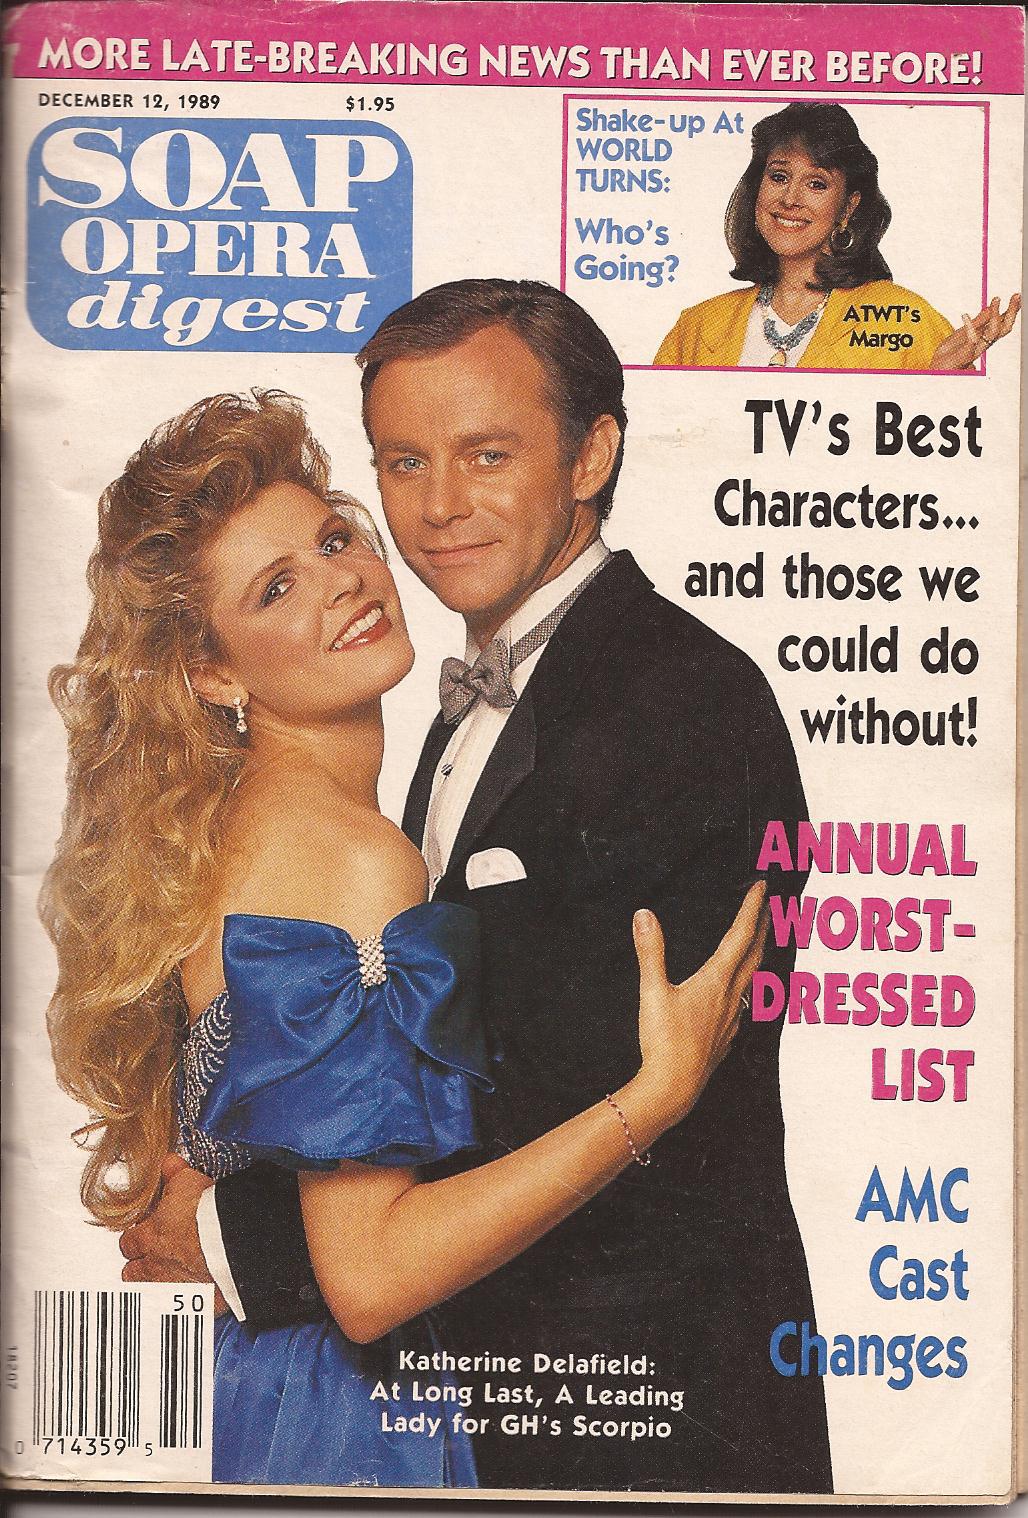 MORE LATE-BREAKING NEWS THAN EVER BEFORE!
DECEMBER 12, 1989 $1.95
SOAP
OPERA
digest
Shake-up At
WORLD
TURNS:
Who's
Going?
ATWT's
Margo
TV's Best
Characters...
and those we
could do
without!
ANNUAL
WORST-
DRESSED
LIST
AMC
Cast
Changes
Katherine Delafield:
At Long Last, A Leading
Lady for GH's Scorpio
50
0 714359 5
18207